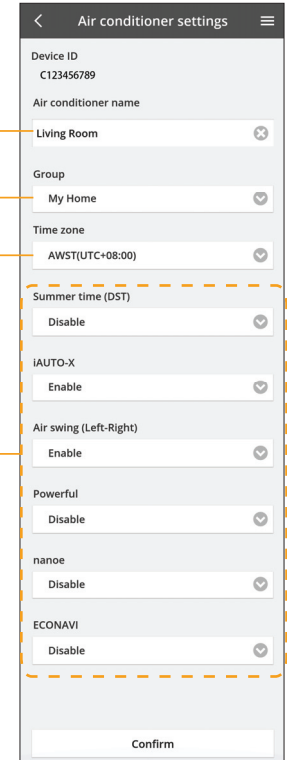 Air conditioner settings
Device ID
C123456789
Air conditioner name
Living Room
Group
My Home
Time zone
AWST(UTC+08:00)
Summer time (DST)
Disable
iAUTO-X
Enable
Air swing (Left-Right)
Enable
Powerful
Disable
nanoe
Disable
ECONAVI
Disable
Confirm